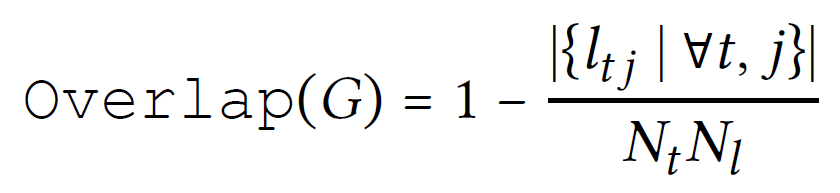 Overlap(G) = 1 − |{l_{tj} | ∀t, j}| / N_t N_l